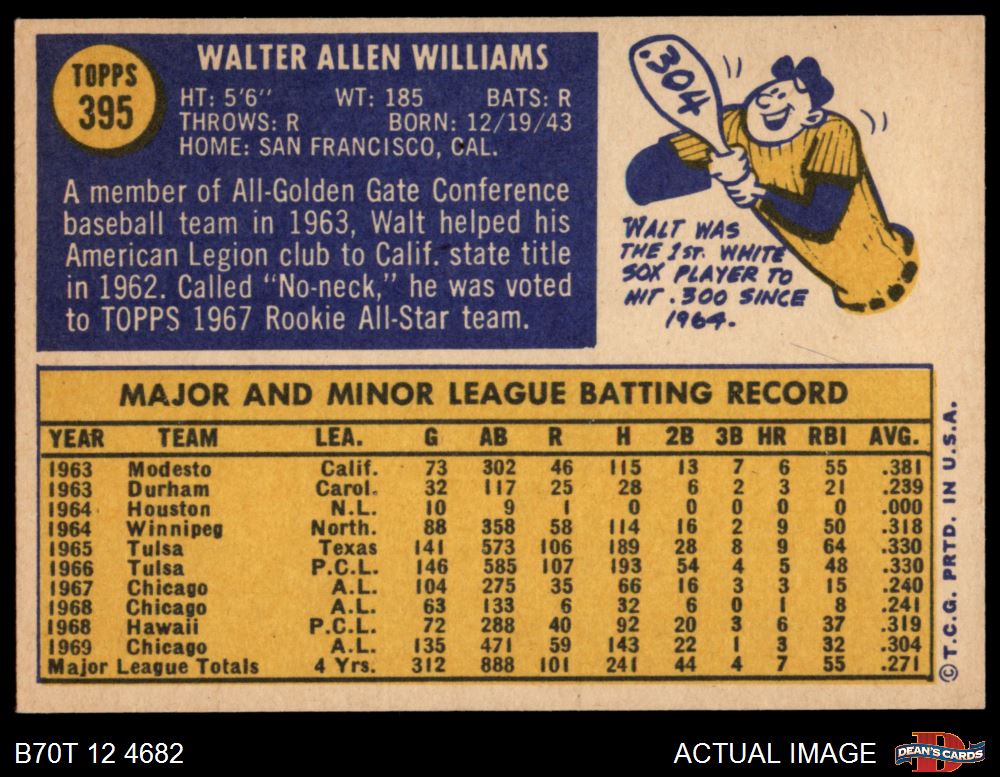 TOPPS
395
WALTER ALLEN WILLIAMS
HT: 5'6" WT: 185 BATS: R
THROWS: R BORN: 12/19/43
HOME: SAN FRANCISCO, CAL.
A member of All-Golden Gate Conference
baseball team in 1963, Walt helped his
American Legion club to Calif. state title
in 1962. Called "No-neck," he was voted
to TOPPS 1967 Rookie All-Star team.
.304
WALT WAS
THE 1ST. WHITE
SOX PLAYER TO
HIT .300 SINCE
1964.
MAJOR AND MINOR LEAGUE BATTING RECORD
YEAR TEAM LEA. G AB R H 2B 3B HR RBI AVG.
1963 Modesto Calif. 73 302 46 115 13 7 6 55 .381
1963 Durham Carol. 32 117 25 28 6 2 3 21 .239
1964 Houston N.L. 10 9 1 0 0 0 0 0 .000
1964 Winnipeg North. 88 358 58 114 16 2 9 50 .318
1965 Tulsa Texas 141 573 106 189 28 8 9 64 .330
1966 Tulsa P.C.L. 146 585 107 193 54 4 5 48 .330
1967 Chicago A.L. 104 275 35 66 16 3 3 15 .240
1968 Chicago A.L. 63 133 6 32 6 0 1 8 .241
1968 Hawaii P.C.L. 72 288 40 92 20 3 6 37 .319
1969 Chicago A.L. 135 471 59 143 22 1 3 32 .304
Major League Totals 4 Yrs. 312 888 101 241 44 4 7 55 .271
© T.C.G. PRTD. IN U.S.A.
B70T 12 4682
ACTUAL IMAGE
D
DEAN'S CARDS